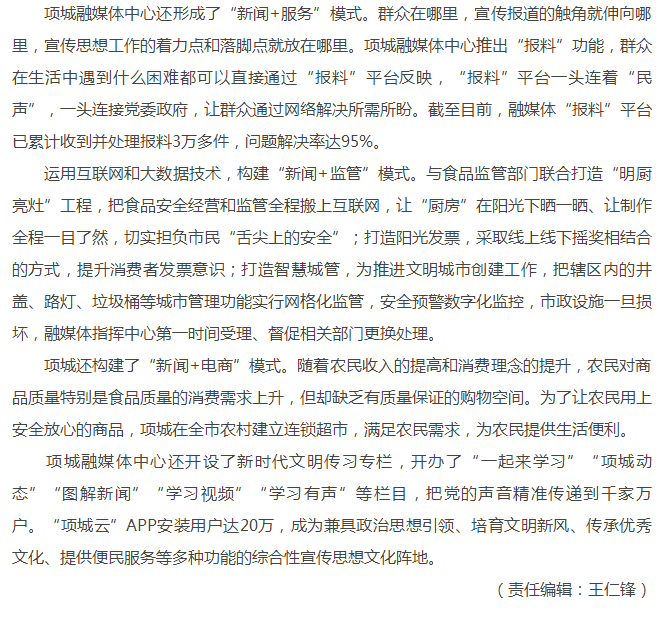 项城融媒体中心还形成了“新闻+服务”模式。群众在哪里，宣传报道的触角就伸向哪
里，宣传思想工作的着力点和落脚点就放在哪里。项城融媒体中心推出“报料”功能，群众
在生活中遇到什么困难都可以直接通过“报料”平台反映，“报料”平台一头连着“民
声”，一头连接党委政府，让群众通过网络解决所需所盼。截至目前，融媒体“报料”平台
已累计收到并处理报料3万多件，问题解决率达95%。
运用互联网和大数据技术，构建“新闻+监管”模式。与食品监管部门联合打造“明厨
亮灶”工程，把食品安全经营和监管全程搬上互联网，让“厨房”在阳光下晒一晒、让制作
全程一目了然，切实担负市民“舌尖上的安全”；打造阳光发票，采取线上线下摇奖相结合
的方式，提升消费者发票意识；打造智慧城管，为推进文明城市创建工作，把辖区内的井
盖、路灯、垃圾桶等城市管理功能实行网格化监管，安全预警数字化监控，市政设施一旦损
坏，融媒体指挥中心第一时间受理、督促相关部门更换处理。
项城还构建了“新闻+电商”模式。随着农民收入的提高和消费理念的提升，农民对商
品质量特别是食品质量的消费需求上升，但却缺乏有质量保证的购物空间。为了让农民用上
安全放心的商品，项城在全市农村建立连锁超市，满足农民需求，为农民提供生活便利。
项城融媒体中心还开设了新时代文明传习专栏，开办了“一起来学习”“项城动
态”“图解新闻”“学习视频”“学习有声”等栏目，把党的声音精准传递到千家万
户。“项城云”APP安装用户达20万，成为兼具政治思想引领、培育文明新风、传承优秀
文化、提供便民服务等多种功能的综合性宣传思想文化阵地。
（责任编辑：王仁锋）